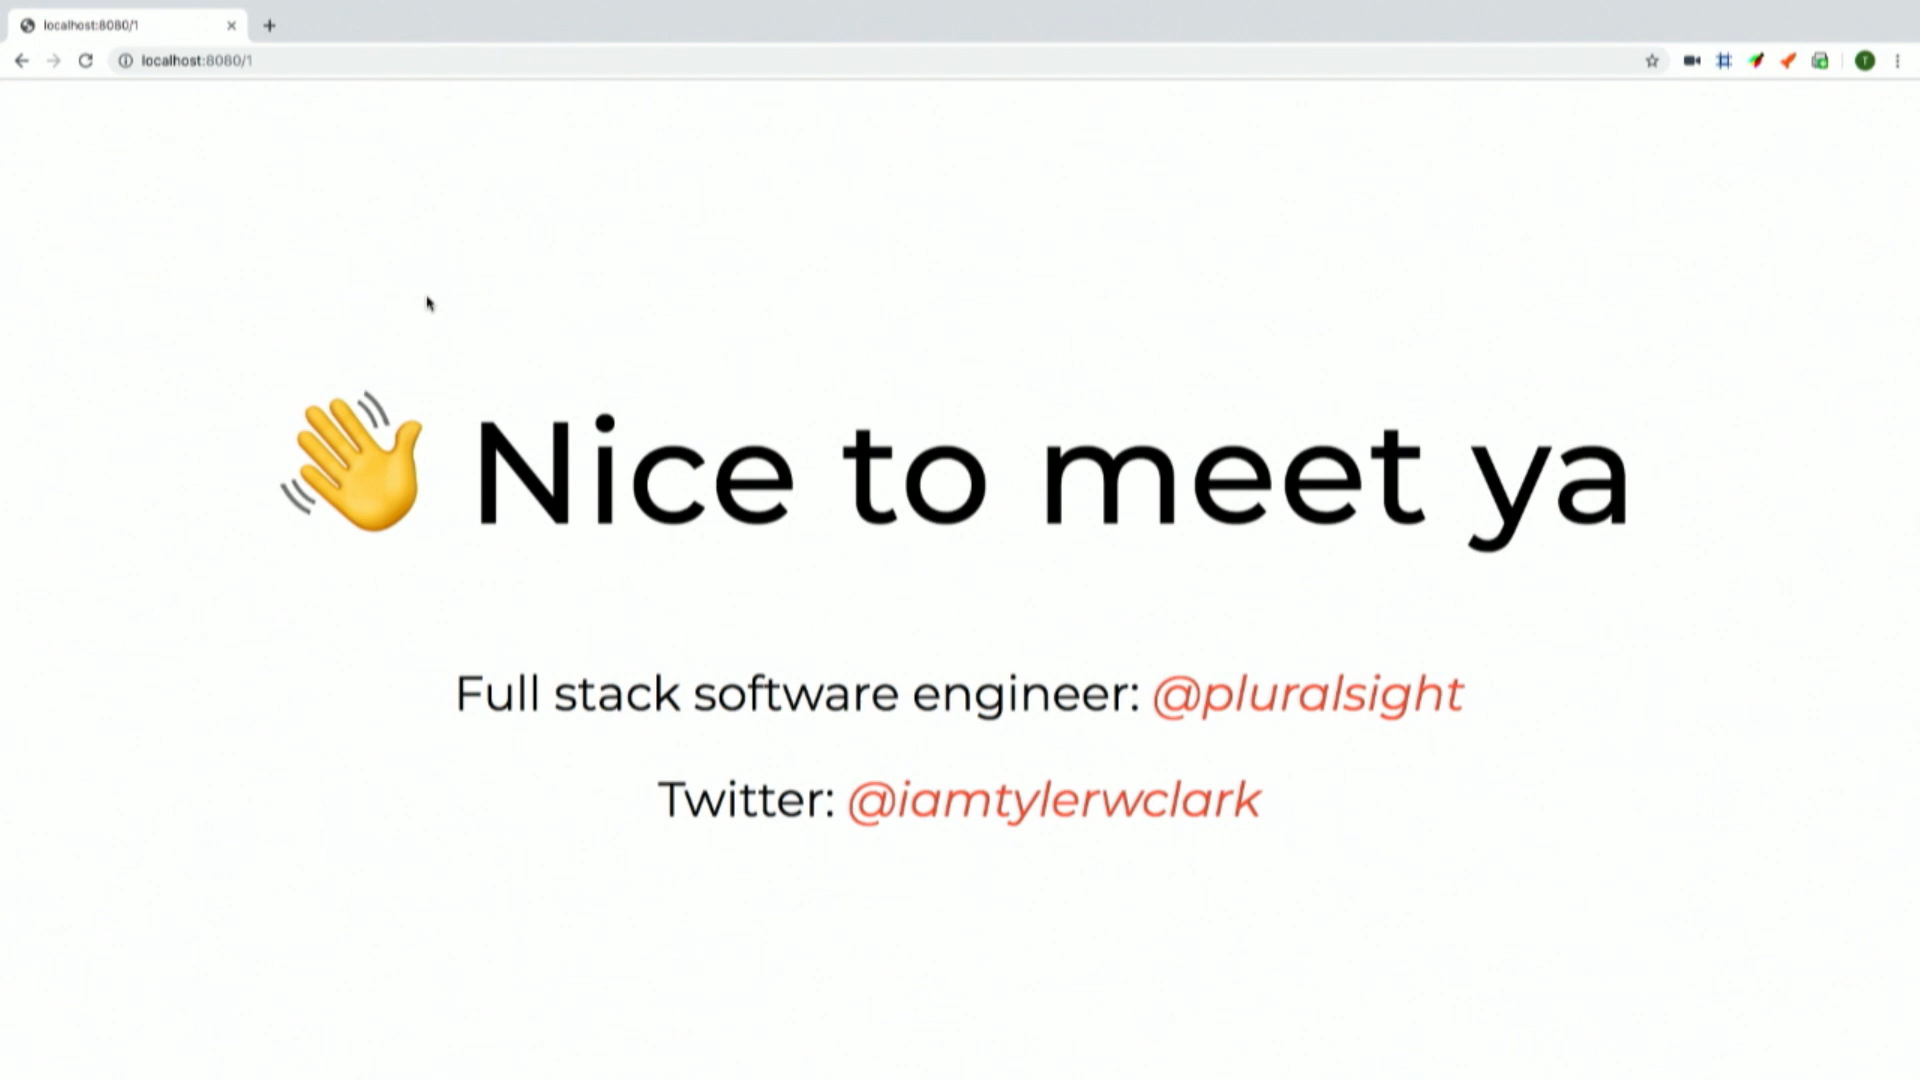 localhost:8080/1
localhost:8080/1
T
👋 Nice to meet ya
Full stack software engineer: @pluralsight
Twitter: @iamtylerwclark